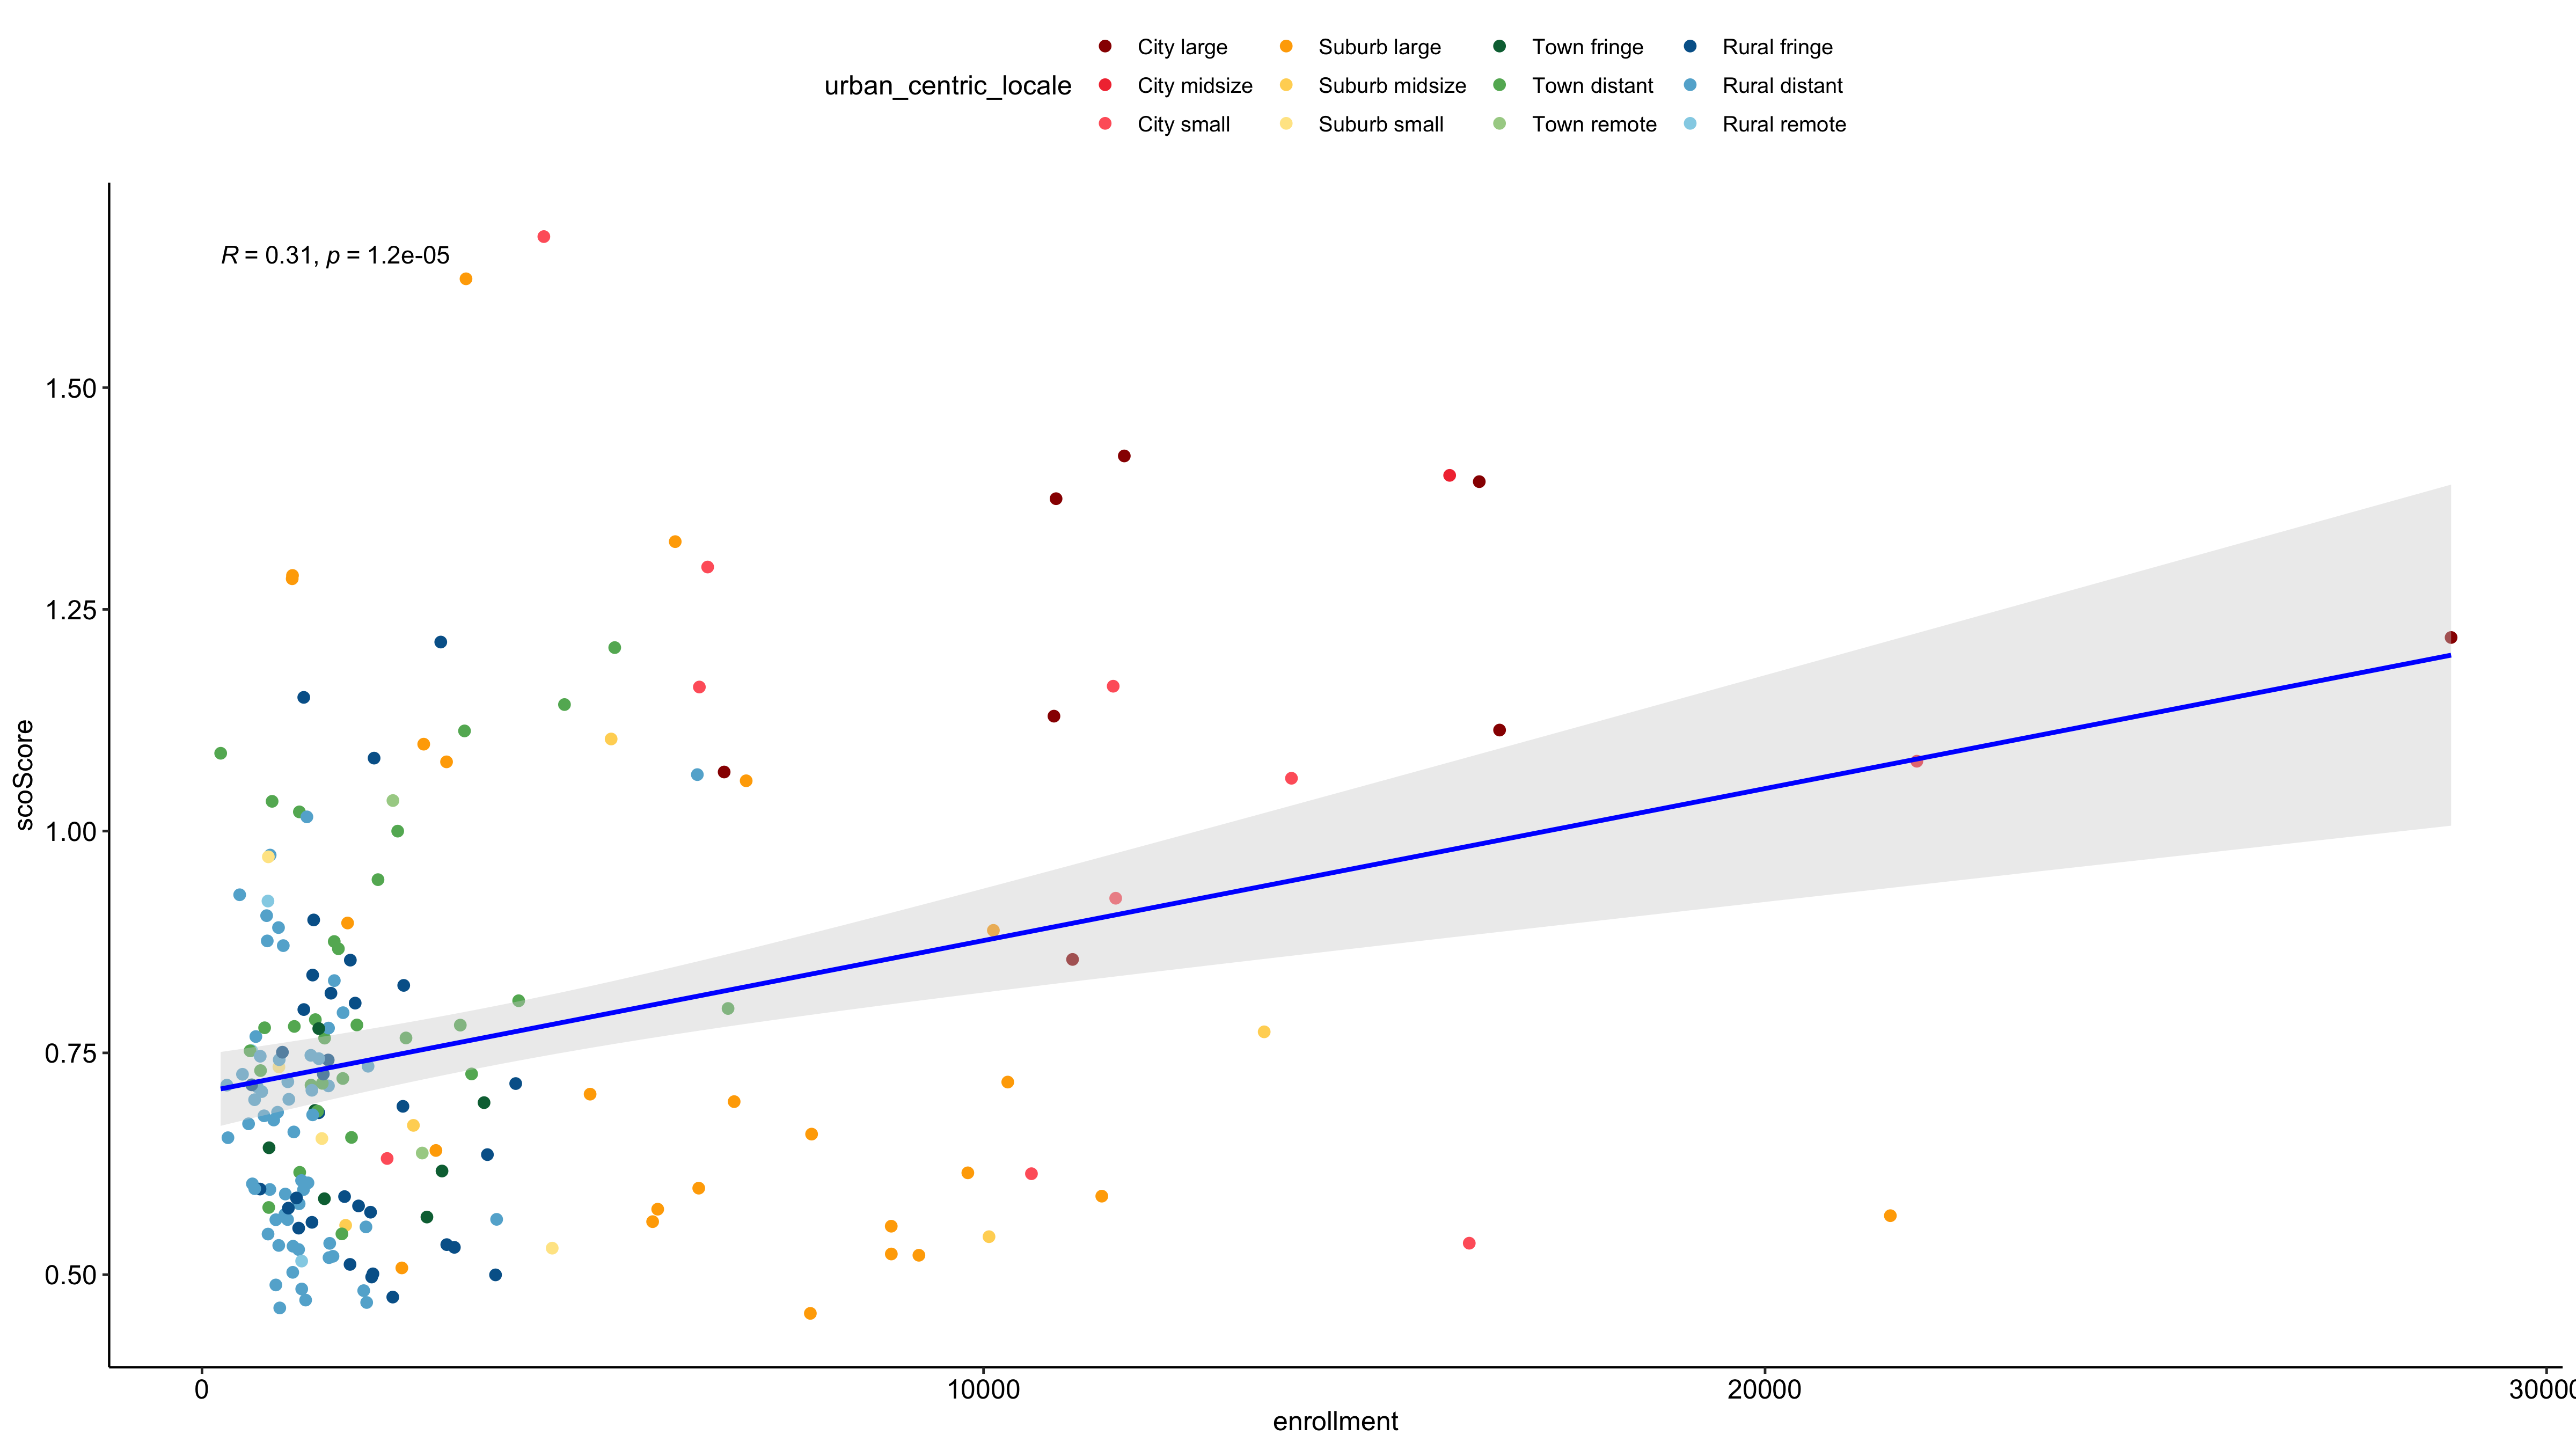 urban_centric_locale
City large
City midsize
City small
Suburb large
Suburb midsize
Suburb small
Town fringe
Town distant
Town remote
Rural fringe
Rural distant
Rural remote
R = 0.31, p = 1.2e-05
scoScore
1.50
1.25
1.00
0.75
0.50
0
10000
20000
30000
enrollment